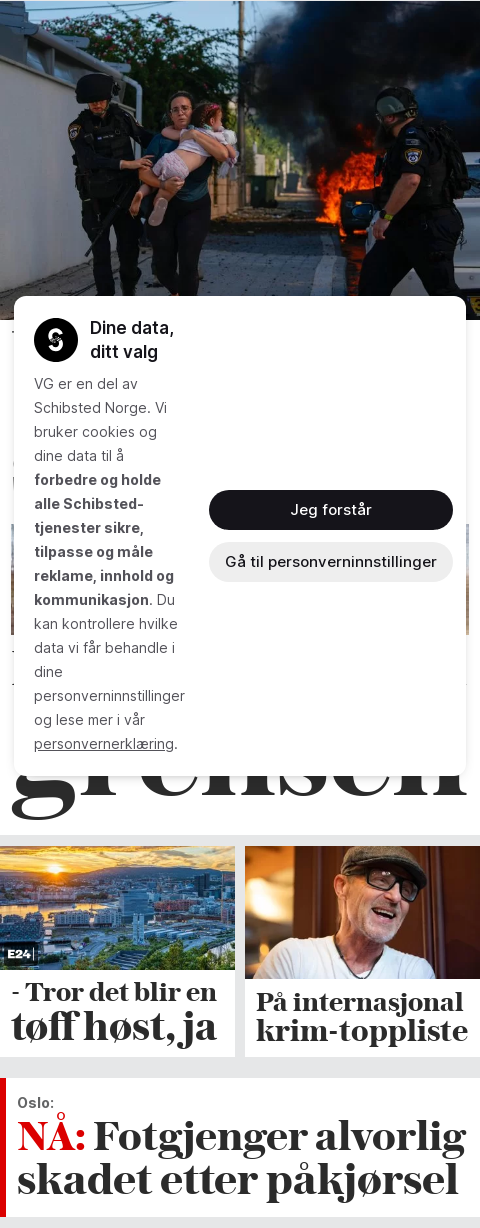 Dine data,
ditt valg
VG er en del av
Schibsted Norge. Vi
bruker cookies og
dine data til å
forbedre og holde
alle Schibsted-
tjenester sikre,
tilpasse og måle
reklame, innhold og
kommunikasjon. Du
kan kontrollere hvilke
data vi får behandle i
dine
personverninnstillinger
og lese mer i vår
personvernerklæring.
Jeg forstår
Gå til personverninnstillinger
grensen
E24
- Tror det blir en
tøff høst, ja
På internasjonal
krim-toppliste
Oslo:
NÅ: Fotgjenger alvorlig
skadet etter påkjørsel